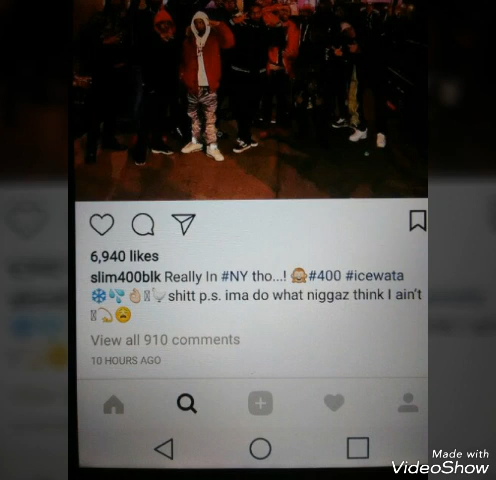 6,940 likes
slim400blk Really In #NY tho...! 🙈#400 #icewata
❄️💦👌🏻shitt p.s. ima do what niggaz think I ain't
💫😩
View all 910 comments
10 HOURS AGO
Made with
VideoShow